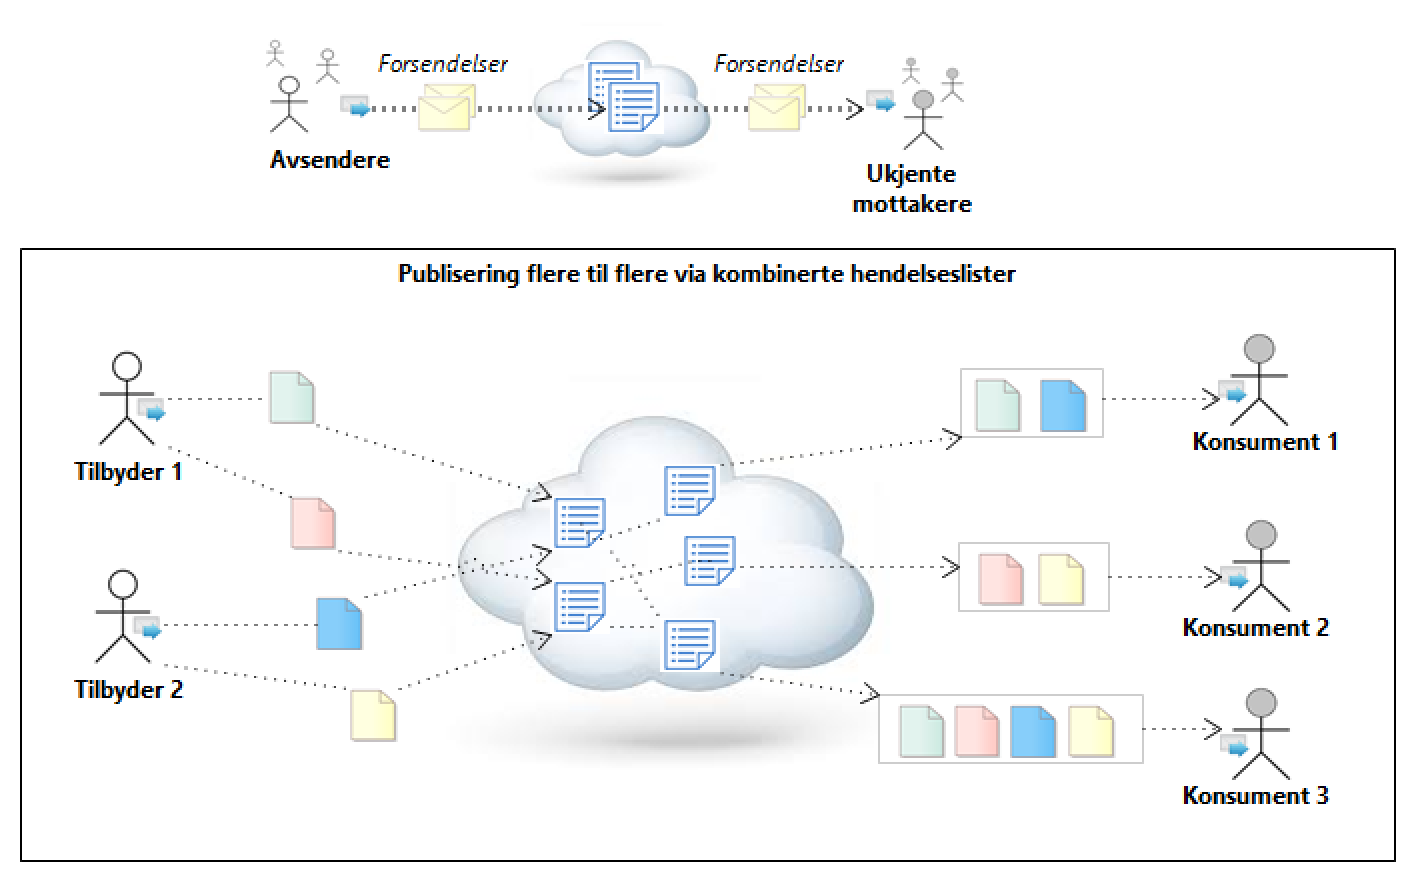 Forsendelser
Forsendelser
Avsendere
Ukjente
mottakere
Publisering flere til flere via kombinerte hendelseslister
Tilbyder 1
Konsument 1
Konsument 2
Tilbyder 2
Konsument 3